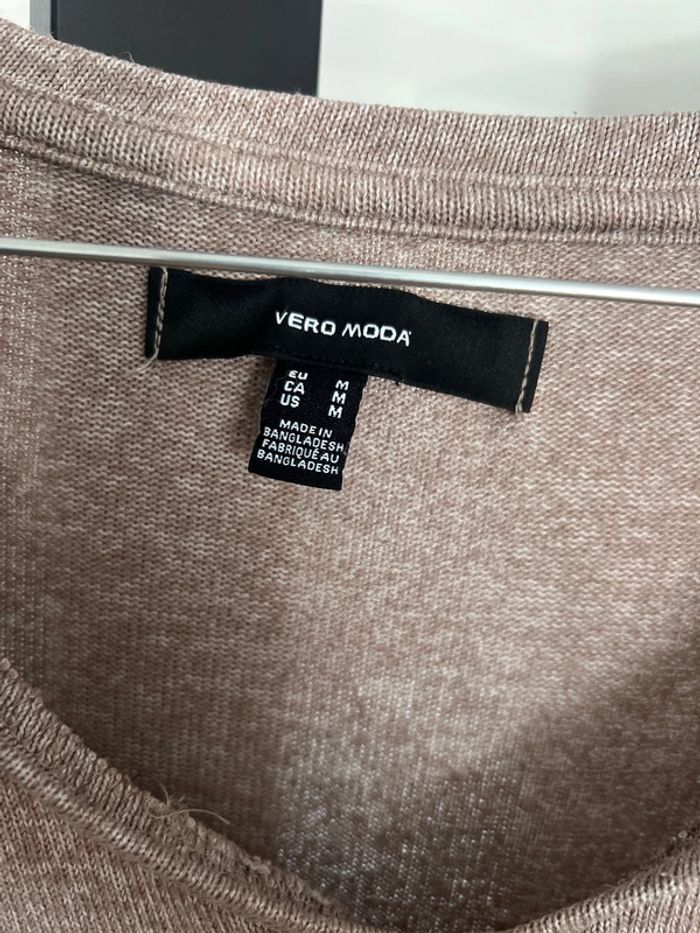 VERO MODA
EU M
CA M
US M
MADE IN
BANGLADESH
FABRIQUÉ AU
BANGLADESH